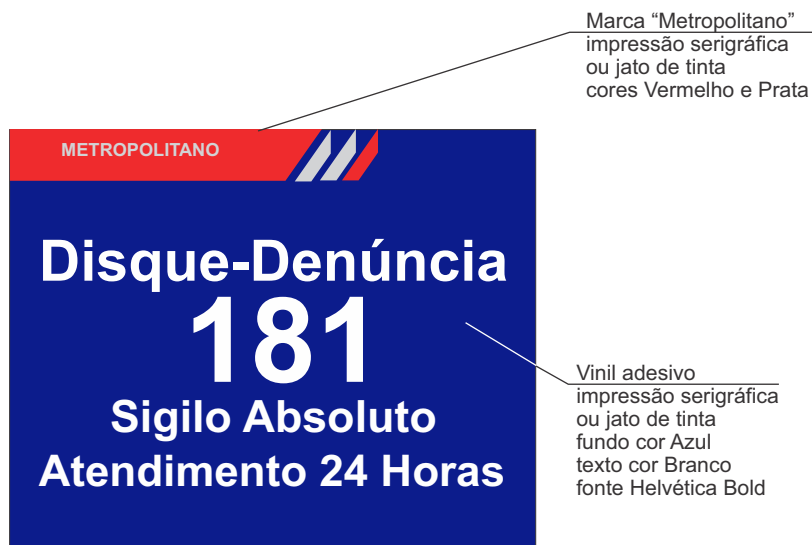 Marca “Metropolitano”
impressão serigráfica
ou jato de tinta
cores Vermelho e Prata
METROPOLITANO
Disque-Denúncia
181
Sigilo Absoluto
Atendimento 24 Horas
Vinil adesivo
impressão serigráfica
ou jato de tinta
fundo cor Azul
texto cor Branco
fonte Helvética Bold